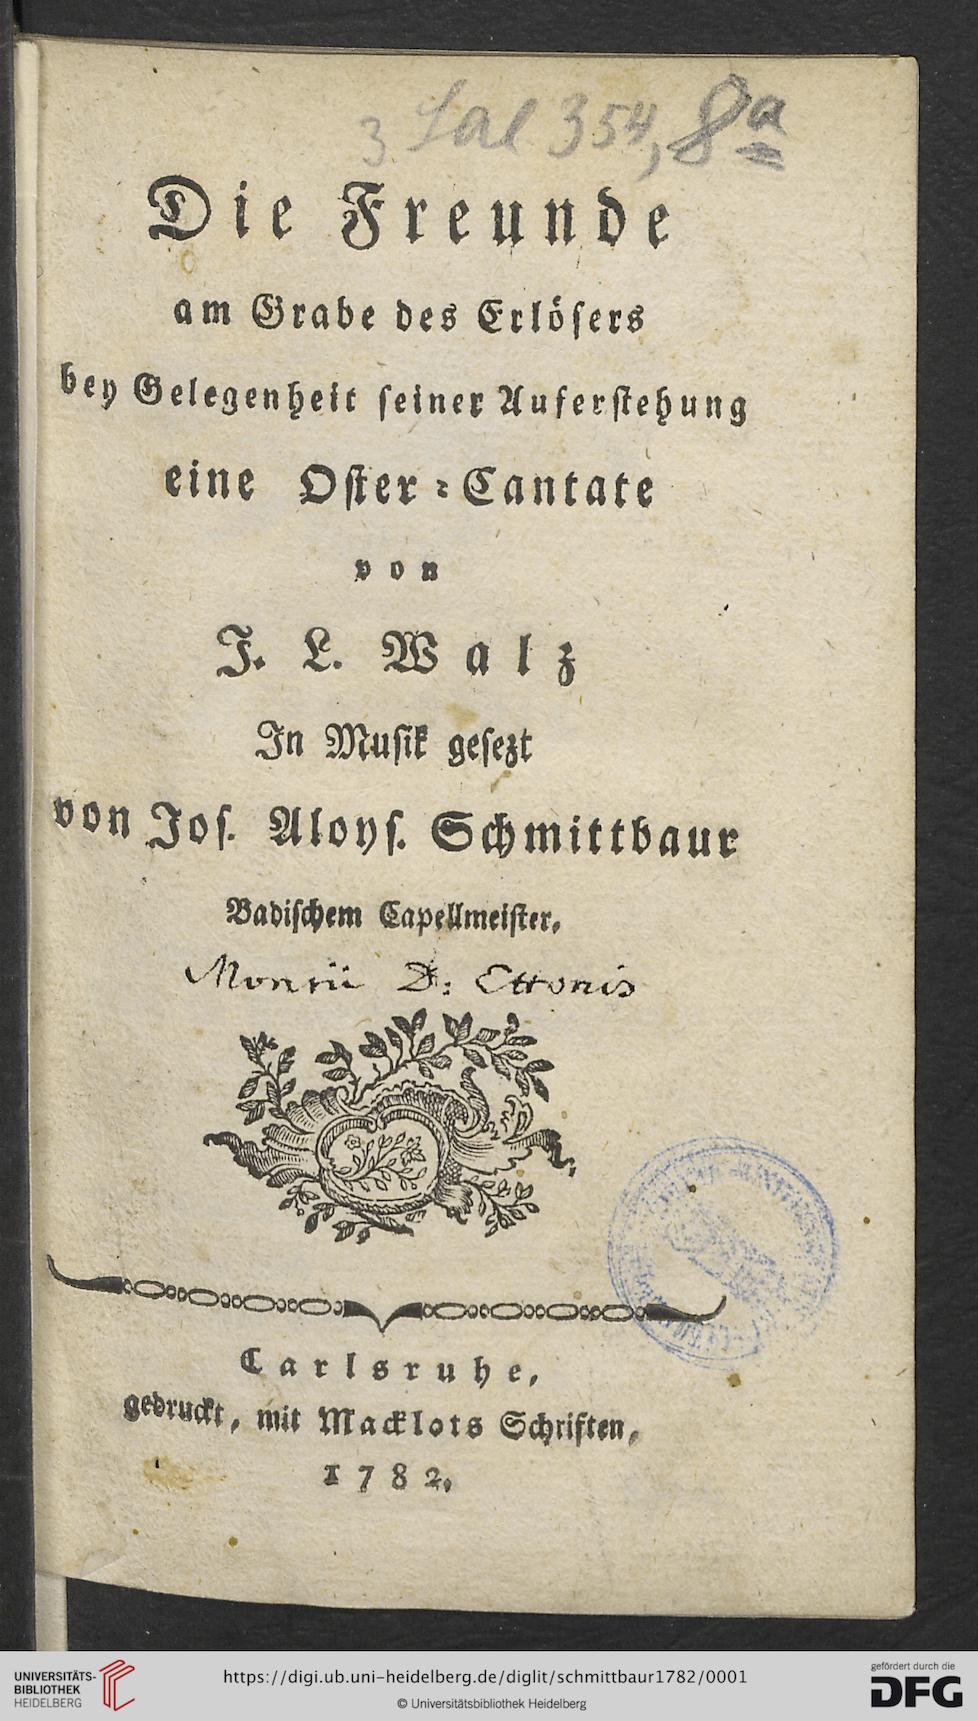 3 Sal 354, 8a
Die Freunde
am Grabe des Erlösers
bey Gelegenheit seiner Auferstehung
eine Oster-Cantate
von
J. L. Walz
In Musik gesezt
von Jos. Aloys. Schmittbaur
Badischem Capellmeister.
D: Ettonis
Carlsruhe,
gedruckt, mit Macklots Schriften,
1782.
UNIVERSITÄTS-
BIBLIOTHEK
HEIDELBERG
https://digi.ub.uni-heidelberg.de/diglit/schmittbaur1782/0001
© Universitätsbibliothek Heidelberg
gefördert durch die
DFG